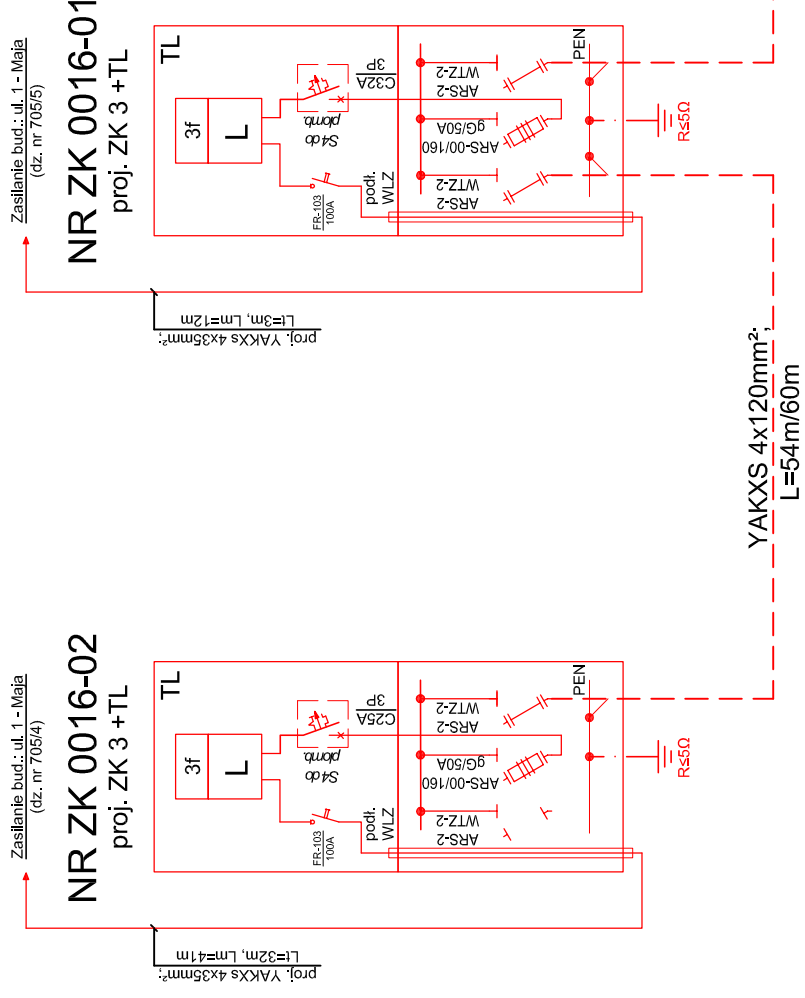 Zasilanie bud.: ul. 1 - Maja
(dz. nr 705/5)
NR ZK 0016-01
proj. ZK 3 +TL
TL
3f
L
S4 do
plomb.
C32A
3P
FR-103
100A
podł.
WLZ
ARS-2
WTZ-2
ARS-00/160
gG/50A
ARS-2
WTZ-2
PEN
R≤5Ω
proj. YAKXs 4x35mm²;
Lt=3m, Lm=12m
YAKXS 4x120mm²;
L=54m/60m
Zasilanie bud.: ul. 1 - Maja
(dz. nr 705/4)
NR ZK 0016-02
proj. ZK 3 +TL
TL
3f
L
S4 do
plomb.
C25A
3P
FR-103
100A
podł.
WLZ
ARS-2
WTZ-2
ARS-00/160
gG/50A
ARS-2
WTZ-2
PEN
R≤5Ω
proj. YAKXs 4x35mm²;
Lt=32m, Lm=41m